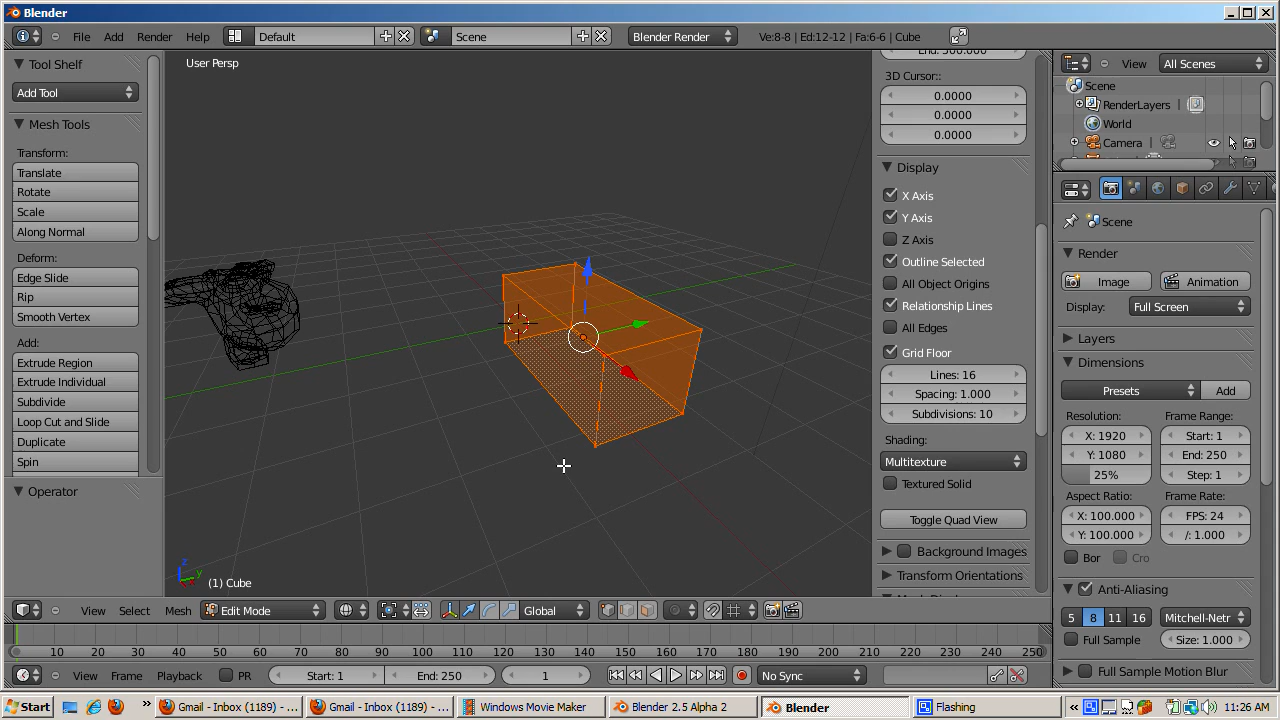 Blender
File Add Render Help Default Scene Blender Render Ve:8-8 | Ed:12-12 | Fa:6-6 | Cube
Tool Shelf
Add Tool
Mesh Tools
Transform:
Translate
Rotate
Scale
Along Normal
Deform:
Edge Slide
Rip
Smooth Vertex
Add:
Extrude Region
Extrude Individual
Subdivide
Loop Cut and Slide
Duplicate
Spin
Operator
User Persp
z
y
(1) Cube
3D Cursor::
0.0000
0.0000
0.0000
Display
X Axis
Y Axis
Z Axis
Outline Selected
All Object Origins
Relationship Lines
All Edges
Grid Floor
Lines: 16
Spacing: 1.000
Subdivisions: 10
Shading:
Multitexture
Textured Solid
Toggle Quad View
Background Images
Transform Orientations
View All Scenes
Scene
RenderLayers
World
Camera
Scene
Render
Image Animation
Display: Full Screen
Layers
Dimensions
Presets Add
Resolution: Frame Range:
X: 1920 Start: 1
Y: 1080 End: 250
25% Step: 1
Aspect Ratio: Frame Rate:
X: 100.000 FPS: 24
Y: 100.000 /: 1.000
Bor Cro
Anti-Aliasing
5 8 11 16 Mitchell-Netr
Full Sample Size: 1.000
Full Sample Motion Blur
View Select Mesh Edit Mode Global
10 20 30 40 50 60 70 80 90 100 110 120 130 140 150 160 170 180 190 200 210 220 230 240 250
View Frame Playback PR Start: 1 End: 250 1 No Sync
Start » Gmail - Inbox (1189) - ... Gmail - Inbox (1189) - ... Windows Movie Maker Blender 2.5 Alpha 2 Blender Flashing « 11:26 AM